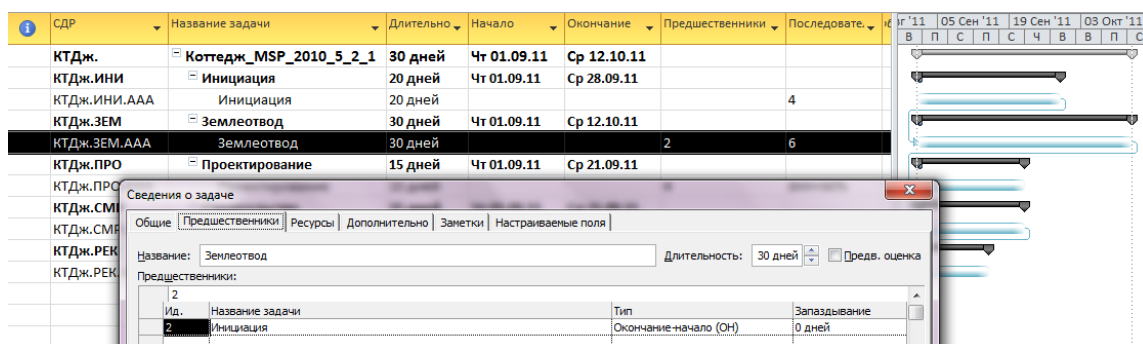 СДР Название задачи Длительно Начало Окончание Предшественники Последовате. г '11 05 Сен '11 19 Сен '11 03 Окт '11
В П С П С Ч В В П С
КТДж. Коттедж_MSP_2010_5_2_1 30 дней Чт 01.09.11 Ср 12.10.11
КТДж.ИНИ Инициация 20 дней Чт 01.09.11 Ср 28.09.11
КТДж.ИНИ.ААА Инициация 20 дней 4
КТДж.ЗЕМ Землеотвод 30 дней Чт 01.09.11 Ср 12.10.11
КТДж.ЗЕМ.ААА Землеотвод 30 дней 2 6
КТДж.ПРО Проектирование 15 дней Чт 01.09.11 Ср 21.09.11
КТДж.ПРО
Сведения о задаче
КТДж.СМ
Общие Предшественники Ресурсы Дополнительно Заметки Настраиваемые поля
КТДж.СМР
КТДж.РЕК
Название: Землеотвод Длительность: 30 дней Предв. оценка
КТДж.РЕК.
Предшественники:
2
Ид. Название задачи Тип Запаздывание
2 Инициация Окончание-начало (ОН) 0 дней